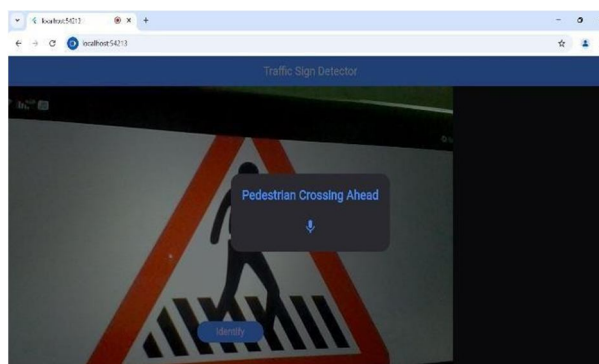 localhost:54213
localhost:54213
Traffic Sign Detector
Pedestrian Crossing Ahead
Identify